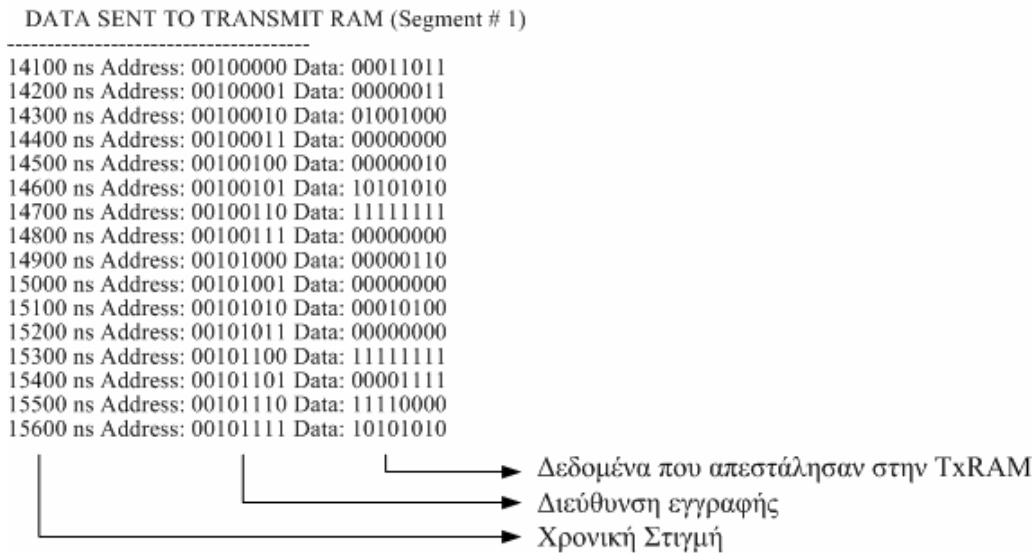 DATA SENT TO TRANSMIT RAM (Segment # 1)
--------------------------------------
14100 ns Address: 00100000 Data: 00011011
14200 ns Address: 00100001 Data: 00000011
14300 ns Address: 00100010 Data: 01001000
14400 ns Address: 00100011 Data: 00000000
14500 ns Address: 00100100 Data: 00000010
14600 ns Address: 00100101 Data: 10101010
14700 ns Address: 00100110 Data: 11111111
14800 ns Address: 00100111 Data: 00000000
14900 ns Address: 00101000 Data: 00000110
15000 ns Address: 00101001 Data: 00000000
15100 ns Address: 00101010 Data: 00010100
15200 ns Address: 00101011 Data: 00000000
15300 ns Address: 00101100 Data: 11111111
15400 ns Address: 00101101 Data: 00001111
15500 ns Address: 00101110 Data: 11110000
15600 ns Address: 00101111 Data: 10101010
Δεδομένα που απεστάλησαν στην TxRAM
Διεύθυνση εγγραφής
Χρονική Στιγμή